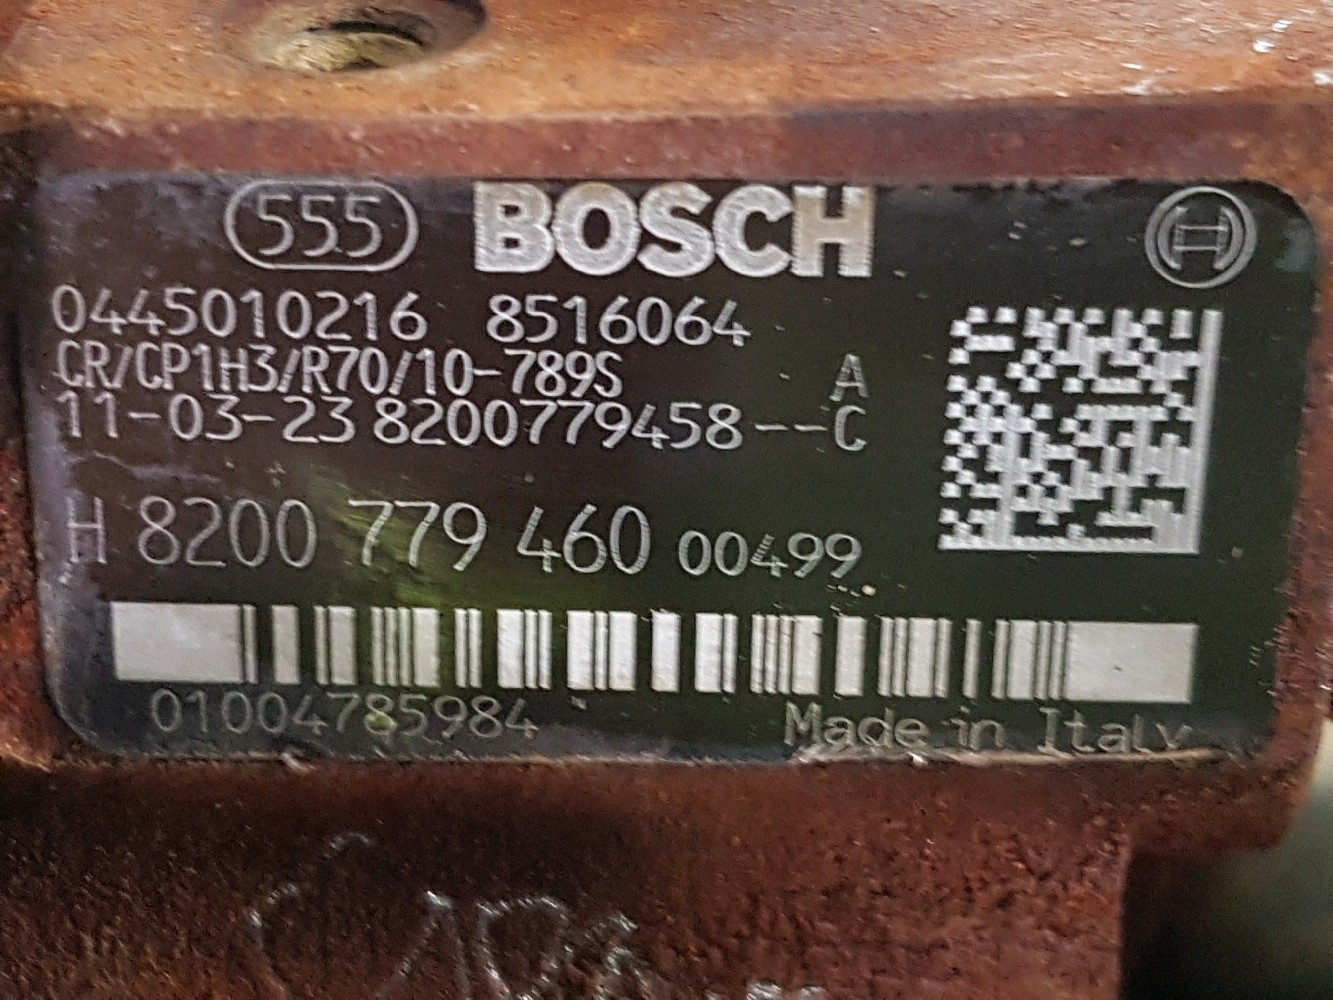 555 BOSCH
0445010216 8516064
CR/CP1H3/R70/10-789S A
11-03-23 8200779458--C
H 8200 779 460 00499
01004785984 Made in Italy